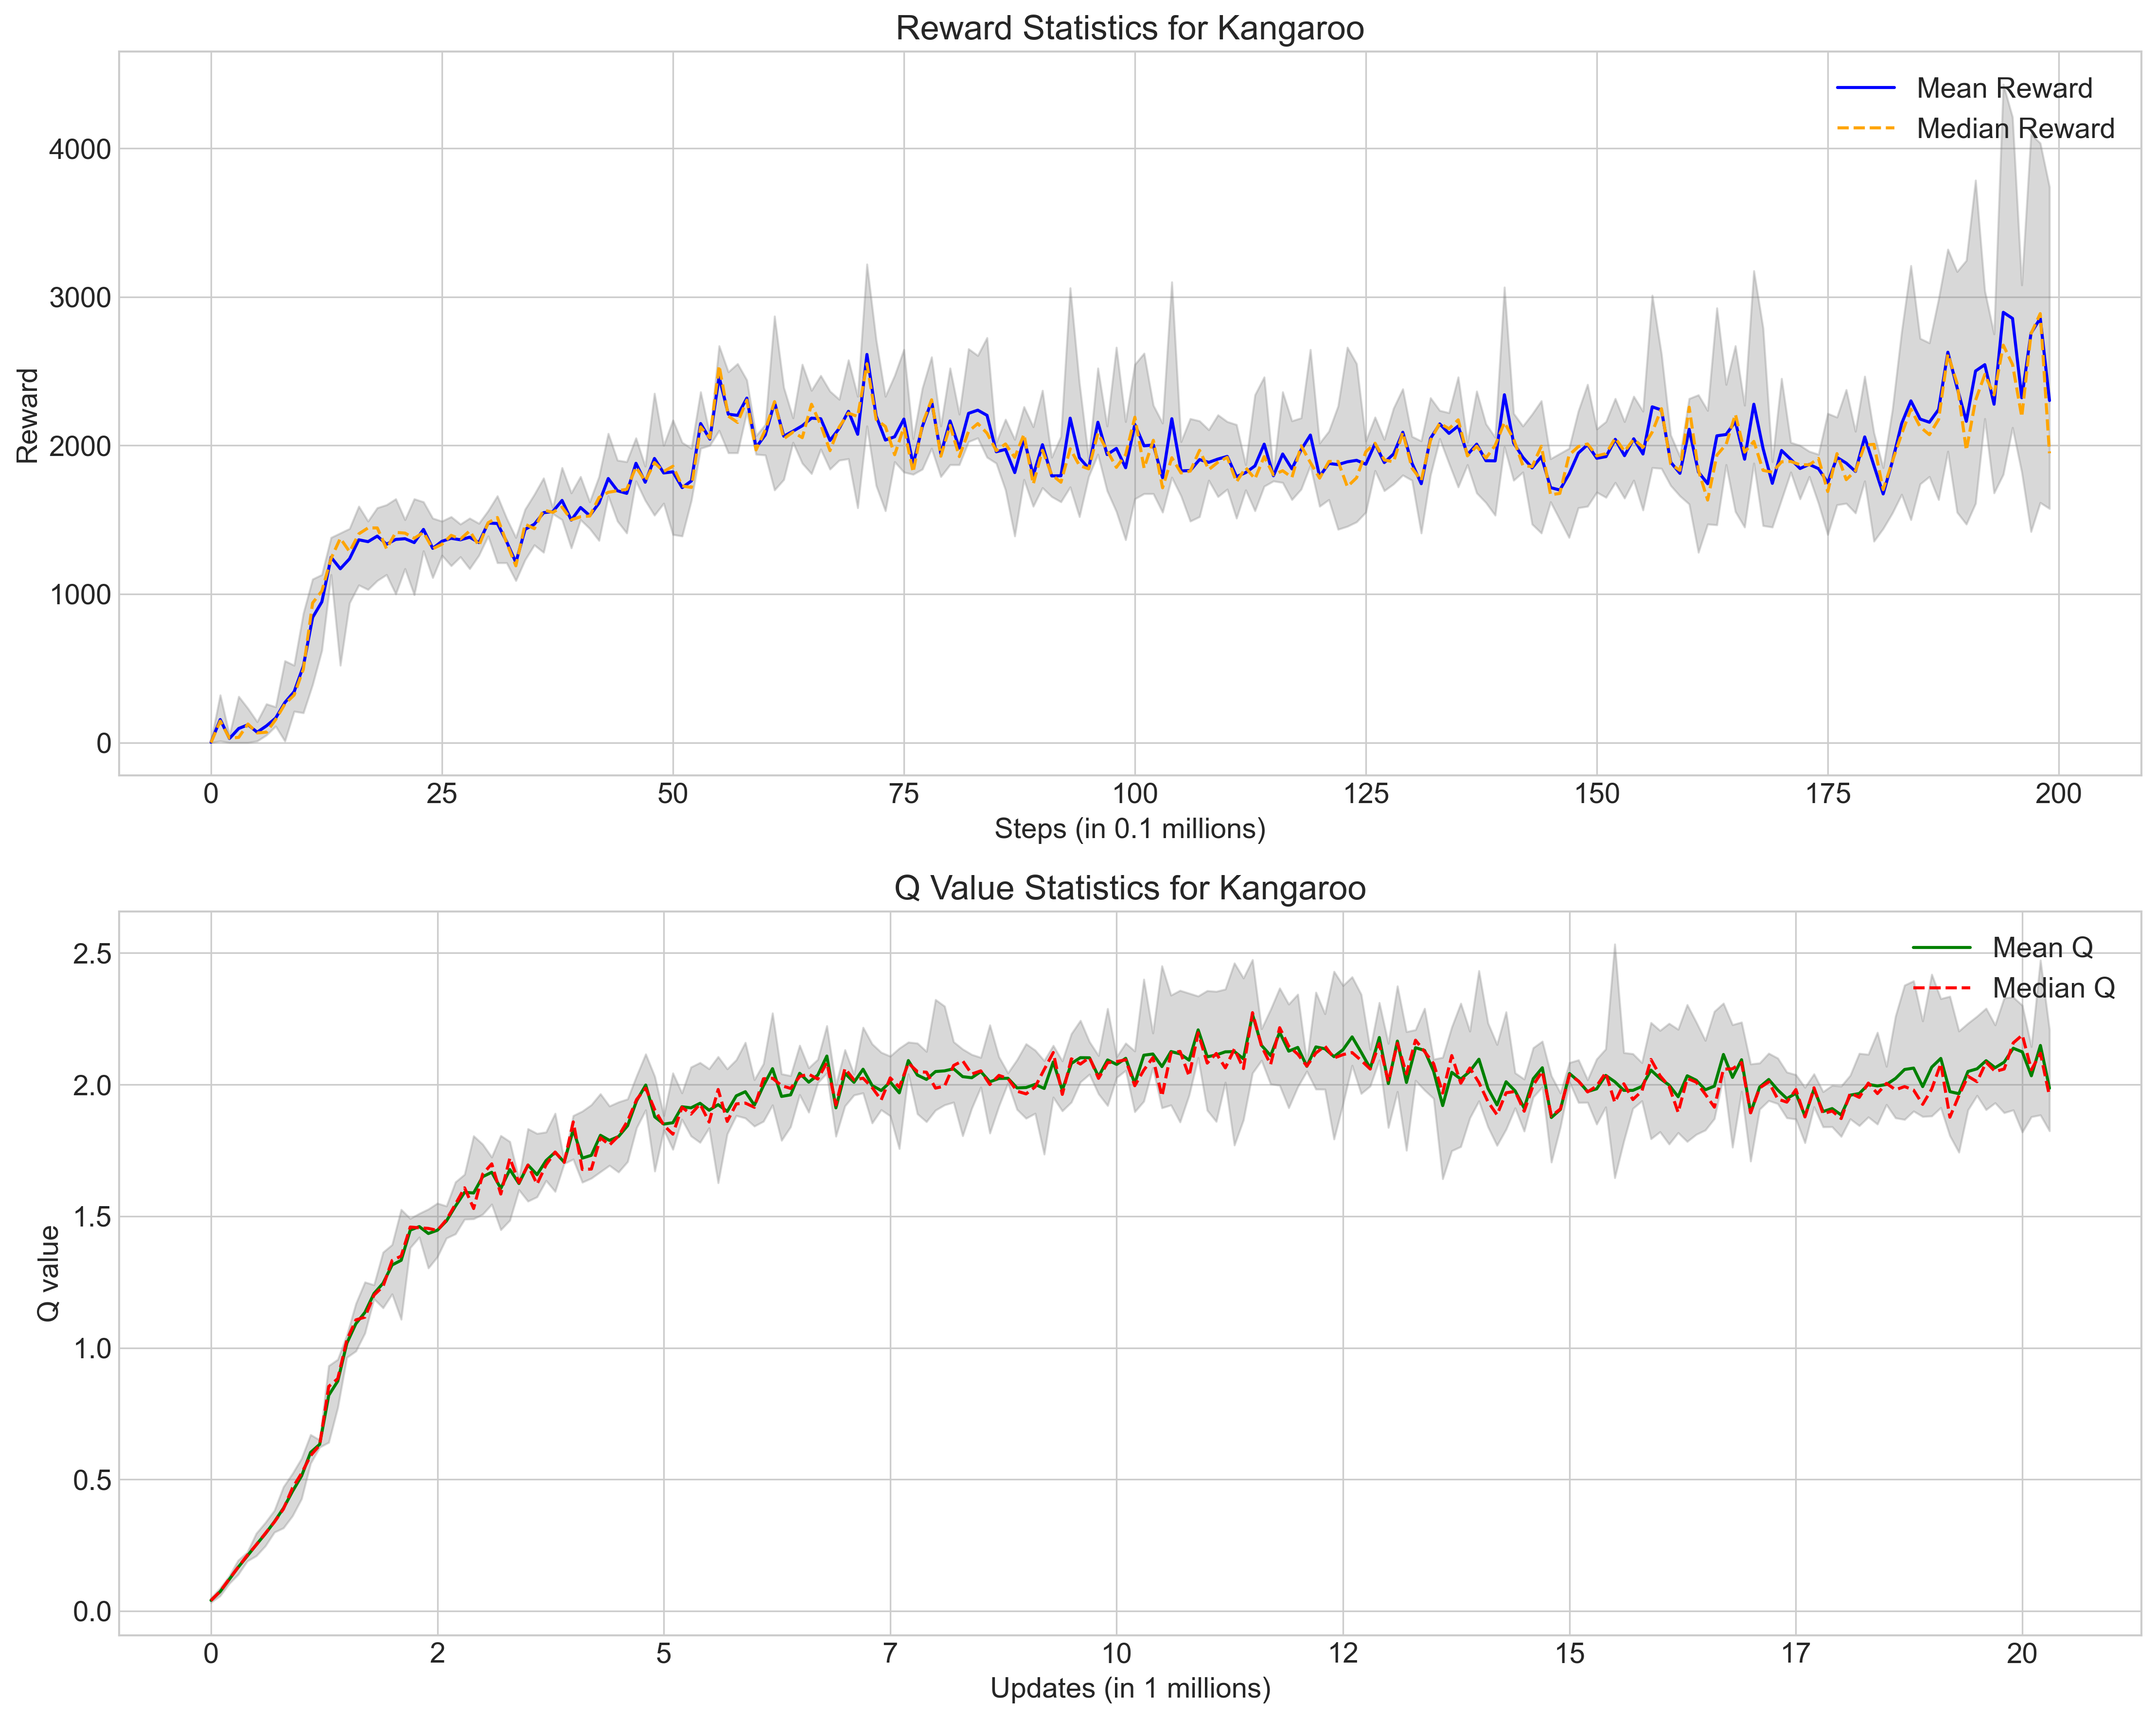 Reward Statistics for Kangaroo
Mean Reward
Median Reward
4000
3000
2000
1000
0
Reward
0 25 50 75 100 125 150 175 200
Steps (in 0.1 millions)
Q Value Statistics for Kangaroo
Mean Q
Median Q
2.5
2.0
1.5
1.0
0.5
0.0
Q value
0 2 5 7 10 12 15 17 20
Updates (in 1 millions)